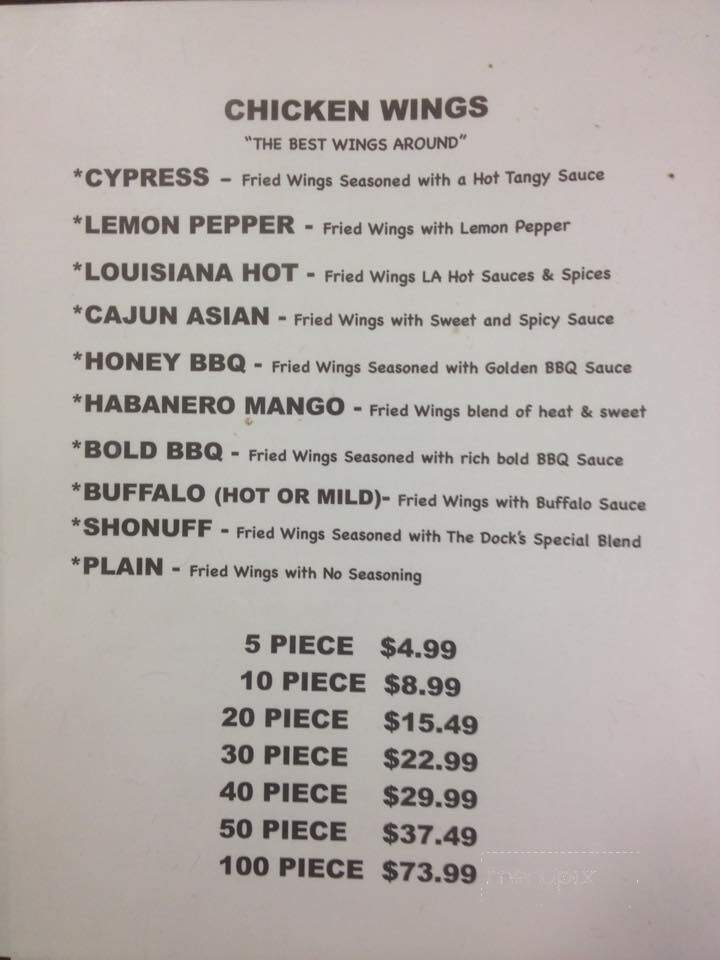 CHICKEN WINGS
"THE BEST WINGS AROUND"
*CYPRESS - Fried Wings Seasoned with a Hot Tangy Sauce
*LEMON PEPPER - Fried Wings with Lemon Pepper
*LOUISIANA HOT - Fried Wings LA Hot Sauces & Spices
*CAJUN ASIAN - Fried Wings with Sweet and Spicy Sauce
*HONEY BBQ - Fried Wings Seasoned with Golden BBQ Sauce
*HABANERO MANGO - Fried Wings blend of heat & sweet
*BOLD BBQ - Fried Wings Seasoned with rich bold BBQ Sauce
*BUFFALO (HOT OR MILD)- Fried Wings with Buffalo Sauce
*SHONUFF - Fried Wings Seasoned with The Dock's Special Blend
*PLAIN - Fried Wings with No Seasoning
5 PIECE $4.99
10 PIECE $8.99
20 PIECE $15.49
30 PIECE $22.99
40 PIECE $29.99
50 PIECE $37.49
100 PIECE $73.99
menupix